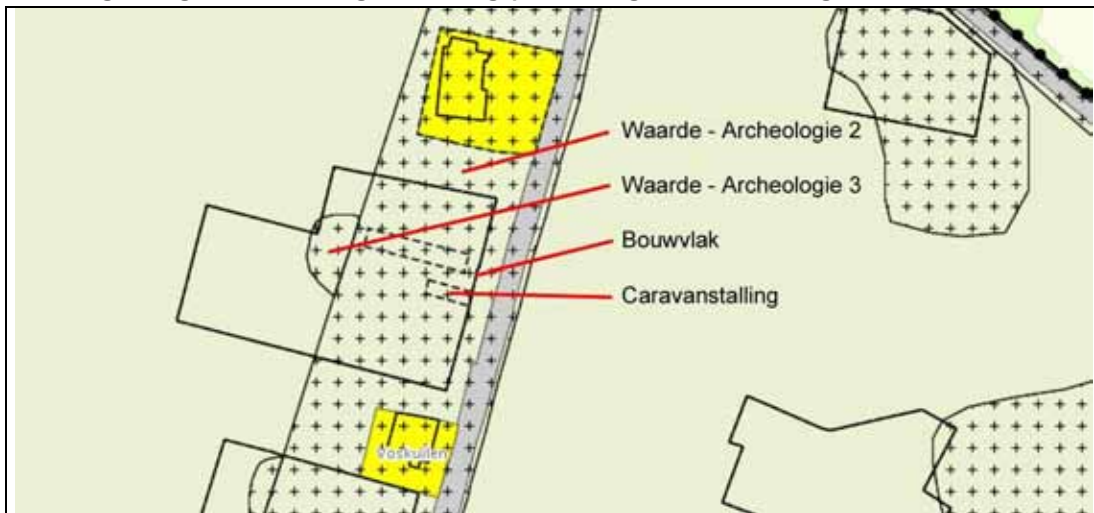 Waarde - Archeologie 2
Waarde - Archeologie 3
Bouwvlak
Caravanstalling
Voskuilen